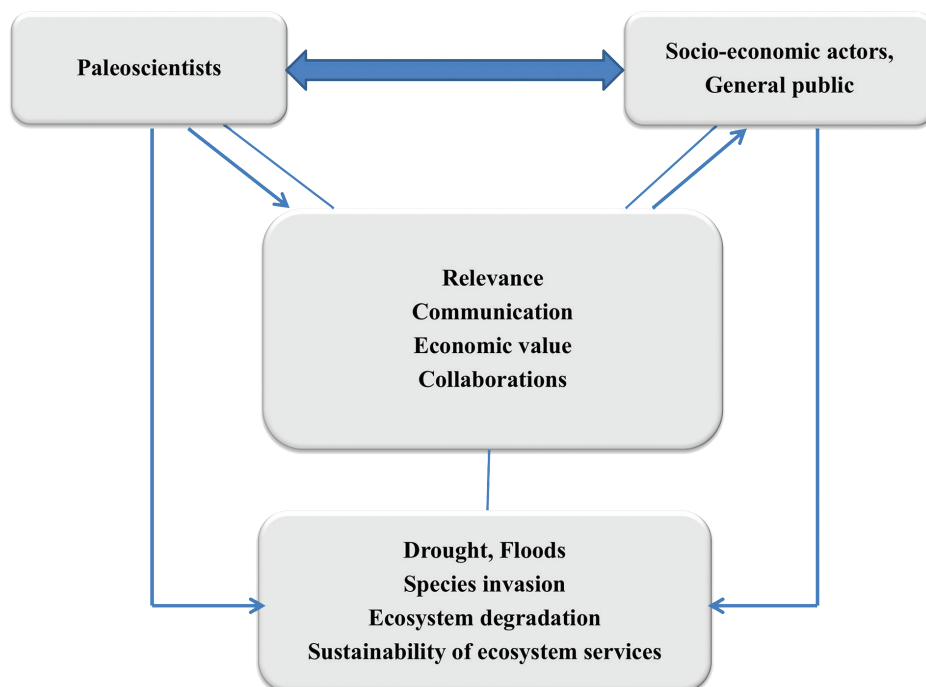 Paleoscientists
Socio-economic actors,
General public
Relevance
Communication
Economic value
Collaborations
Drought, Floods
Species invasion
Ecosystem degradation
Sustainability of ecosystem services